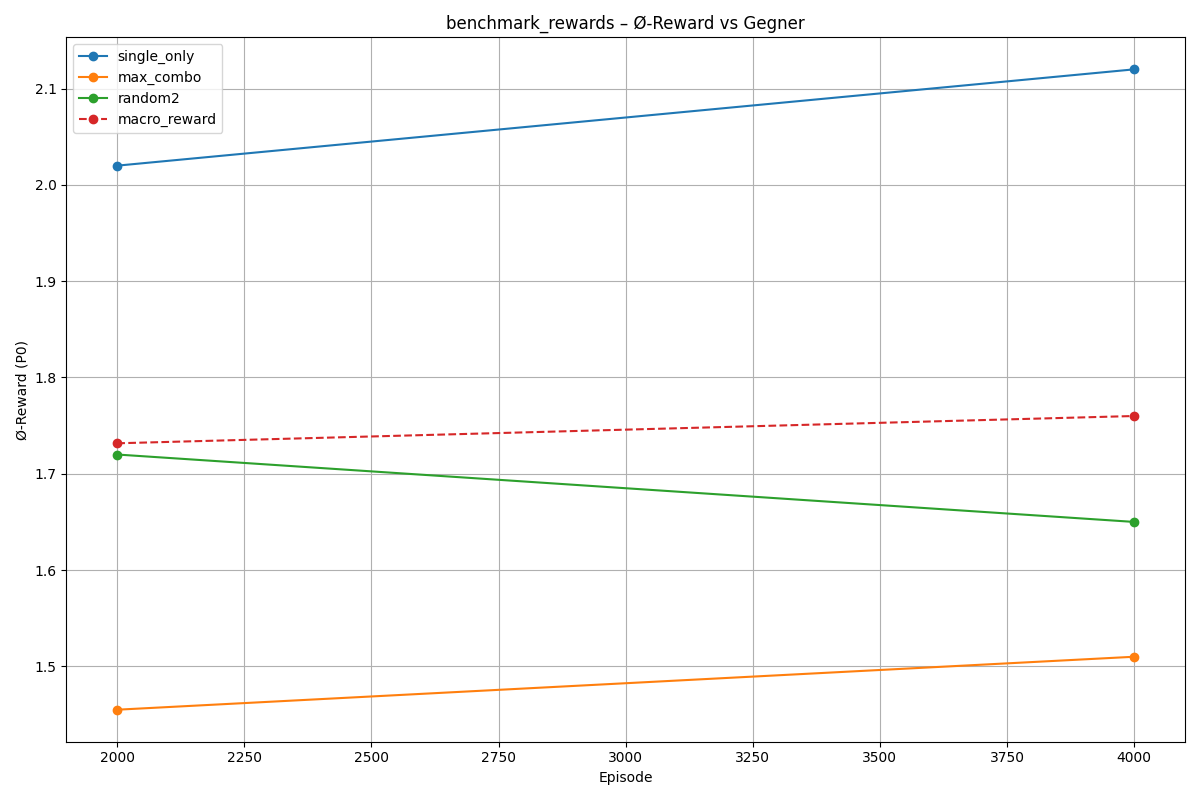 benchmark_rewards – Ø-Reward vs Gegner
single_only
max_combo
random2
macro_reward
Ø-Reward (P0)
2.1
2.0
1.9
1.8
1.7
1.6
1.5
2000 2250 2500 2750 3000 3250 3500 3750 4000
Episode